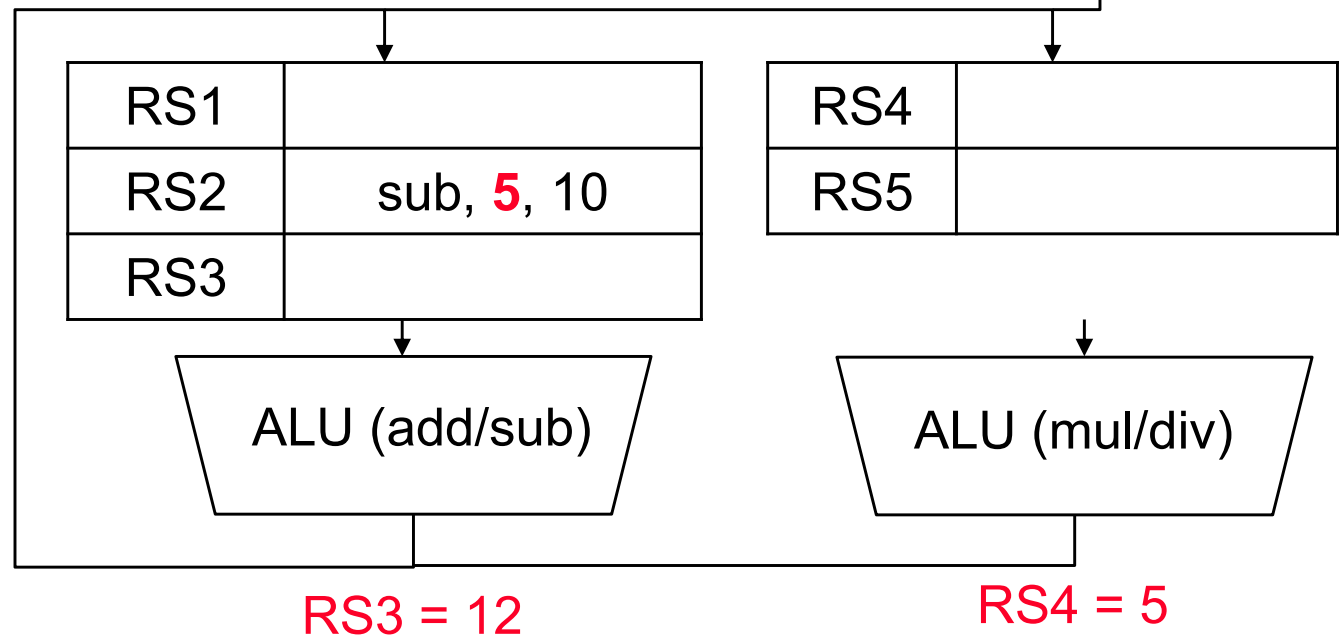 RS1
RS2 sub, 5, 10
RS3
RS4
RS5
ALU (add/sub)
ALU (mul/div)
RS3 = 12
RS4 = 5